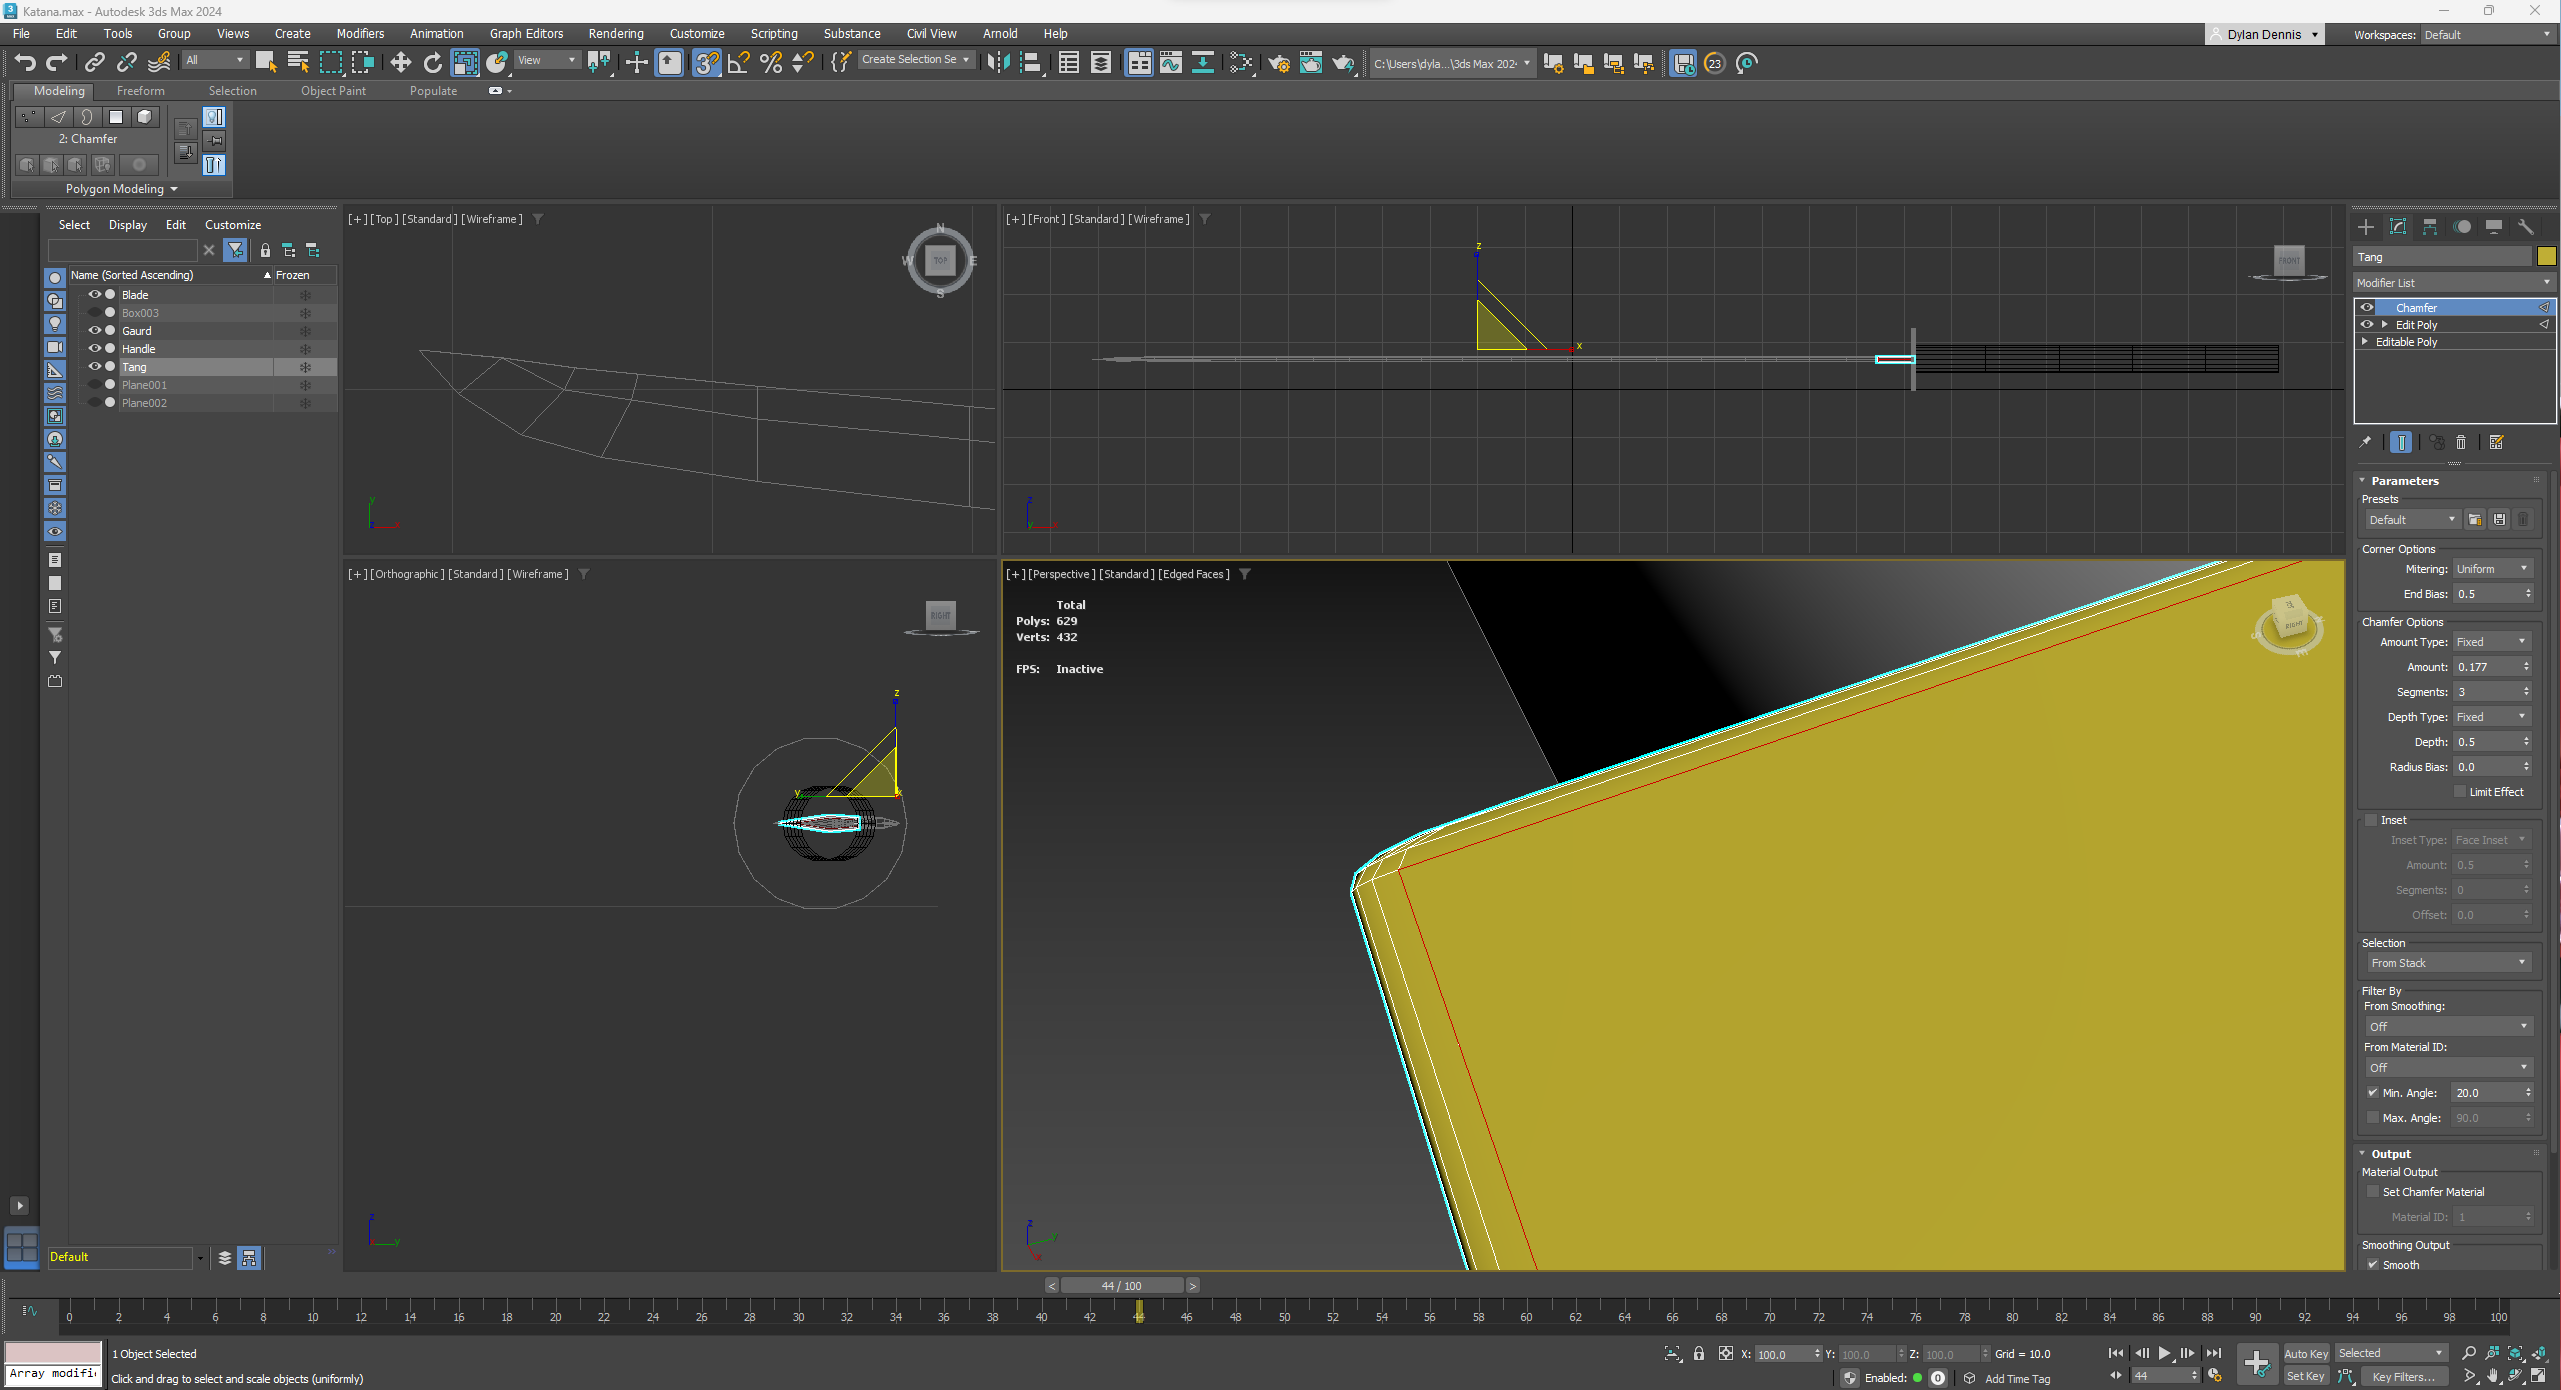 Katana.max - Autodesk 3ds Max 2024
File Edit Tools Group Views Create Modifiers Animation Graph Editors Rendering Customize Scripting Substance Civil View Arnold Help
Dylan Dennis Workspaces: Default
All View Create Selection Se C:\Users\dyla...\3ds Max 202 23
Modeling Freeform Selection Object Paint Populate
2: Chamfer
Polygon Modeling
Select Display Edit Customize
Name (Sorted Ascending) Frozen
Blade
Box003
Gaurd
Handle
Tang
Plane001
Plane002
Default
[+] [Top] [Standard] [Wireframe]
N
W TOP E
S
y
z x
[+] [Front] [Standard] [Wireframe]
z
x
FRONT
z
y x
[+] [Orthographic] [Standard] [Wireframe]
RIGHT
z
y x
z
x y
[+] [Perspective] [Standard] [Edged Faces]
Total
Polys: 629
Verts: 432
FPS: Inactive
RIGHT
z
y
x
Tang
Modifier List
Chamfer
Edit Poly
Editable Poly
Parameters
Presets
Default
Corner Options
Mitering: Uniform
End Bias: 0.5
Chamfer Options
Amount Type: Fixed
Amount: 0.177
Segments: 3
Depth Type: Fixed
Depth: 0.5
Radius Bias: 0.0
Limit Effect
Inset
Inset Type: Face Inset
Amount: 0.5
Segments: 0
Offset: 0.0
Selection
From Stack
Filter By
From Smoothing:
Off
From Material ID:
Off
Min. Angle: 20.0
Max. Angle: 90.0
Output
Material Output
Set Chamfer Material
Material ID: 1
Smoothing Output
Smooth
< 44 / 100 >
0 2 4 6 8 10 12 14 16 18 20 22 24 26 28 30 32 34 36 38 40 42 44 46 48 50 52 54 56 58 60 62 64 66 68 70 72 74 76 78 80 82 84 86 88 90 92 94 96 98 100
1 Object Selected
X: 100.0 Y: 100.0 Z: 100.0 Grid = 10.0
Auto Key Selected
Array modifi
Click and drag to select and scale objects (uniformly)
Enabled: 0 Add Time Tag
44
Set Key Key Filters...